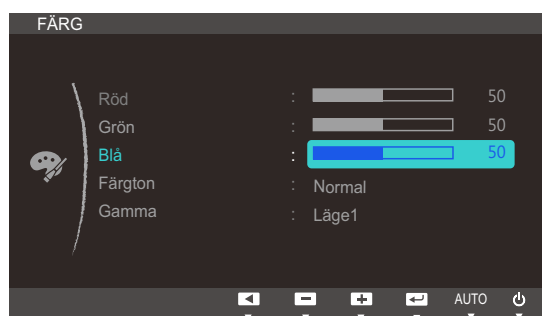 FÄRG
Röd : 50
Grön : 50
Blå : 50
Färgton : Normal
Gamma : Läge1
AUTO